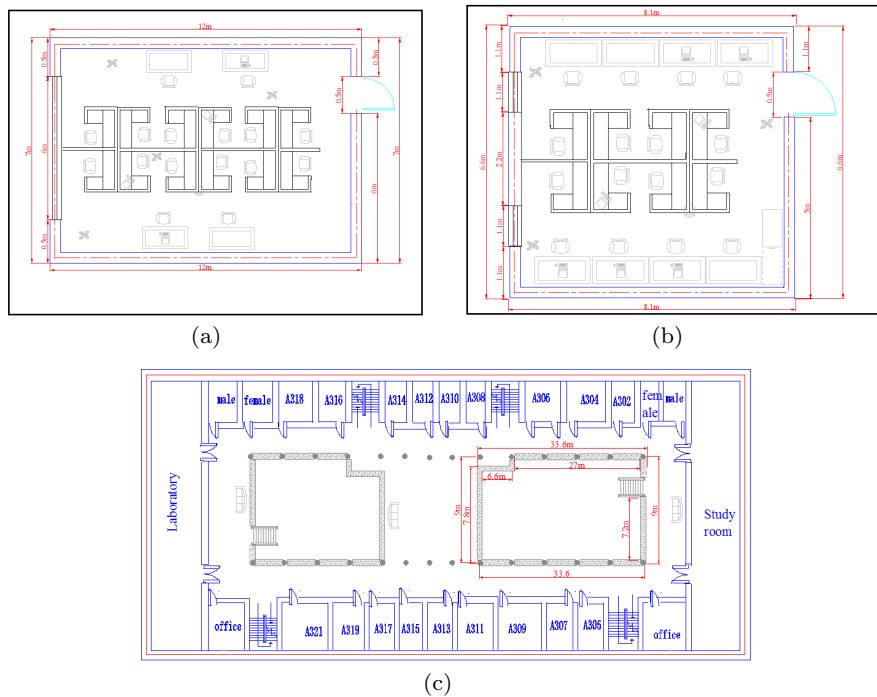 12m
0.5m
0.5m
0.5m
7m
6m
7m
6m
0.5m
12m
(a)
8.1m
1.1m
1.1m
1.1m
0.5m
6.6m
2.2m
6.6m
5m
1.1m
1.1m
8.1m
(b)
male
female
A318
A316
A314
A312
A310
A308
A306
A304
A302
fem
ale
male
33.6m
27m
6.6m
9m
7.8m
7.2m
9m
33.6
Laboratory
Study
room
office
A321
A319
A317
A315
A313
A311
A309
A307
A305
office
(c)